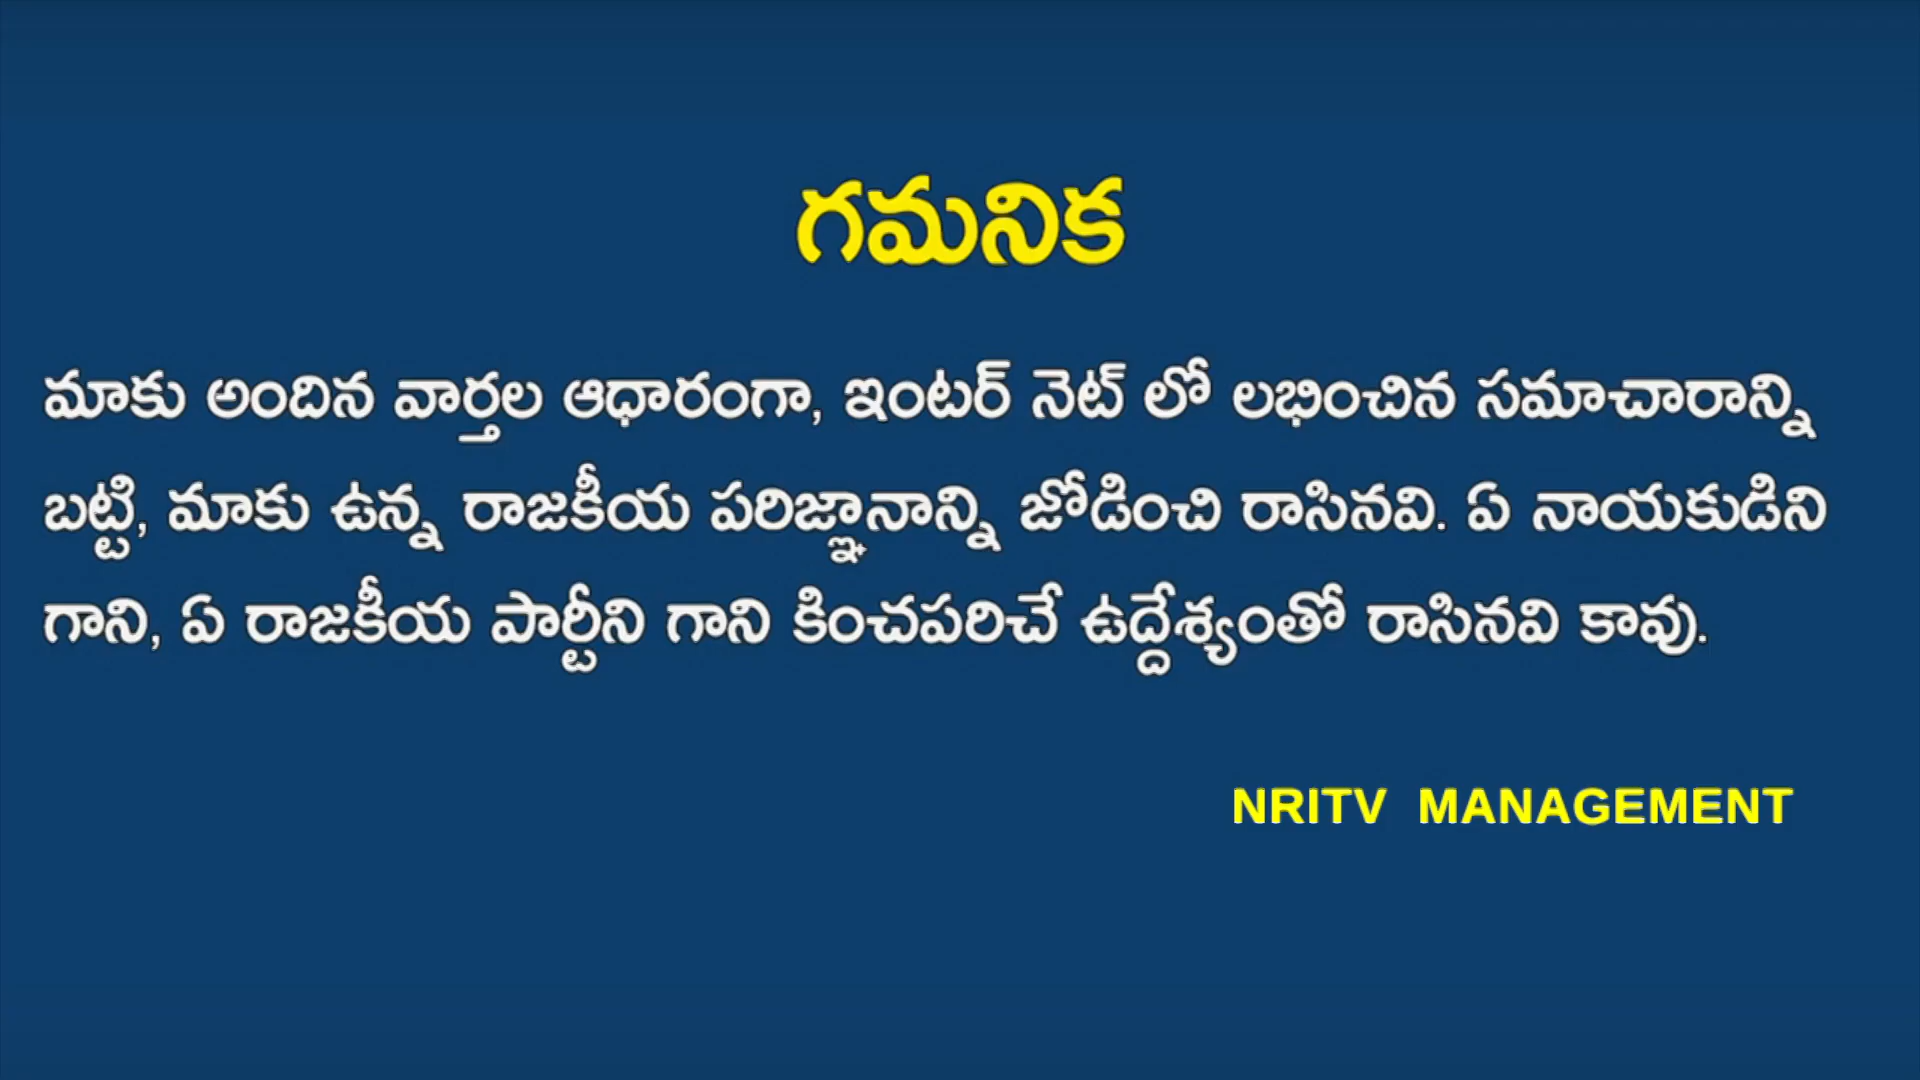 గమనిక
మాకు అందిన వార్తల ఆధారంగా, ఇంటర్ నెట్ లో లభించిన సమాచారాన్ని
బట్టి, మాకు ఉన్న రాజకీయ పరిజ్ఞానాన్ని జోడించి రాసినవి. ఏ నాయకుడిని
గాని, ఏ రాజకీయ పార్టీని గాని కించపరిచే ఉద్దేశ్యంతో రాసినవి కావు.
NRITV MANAGEMENT